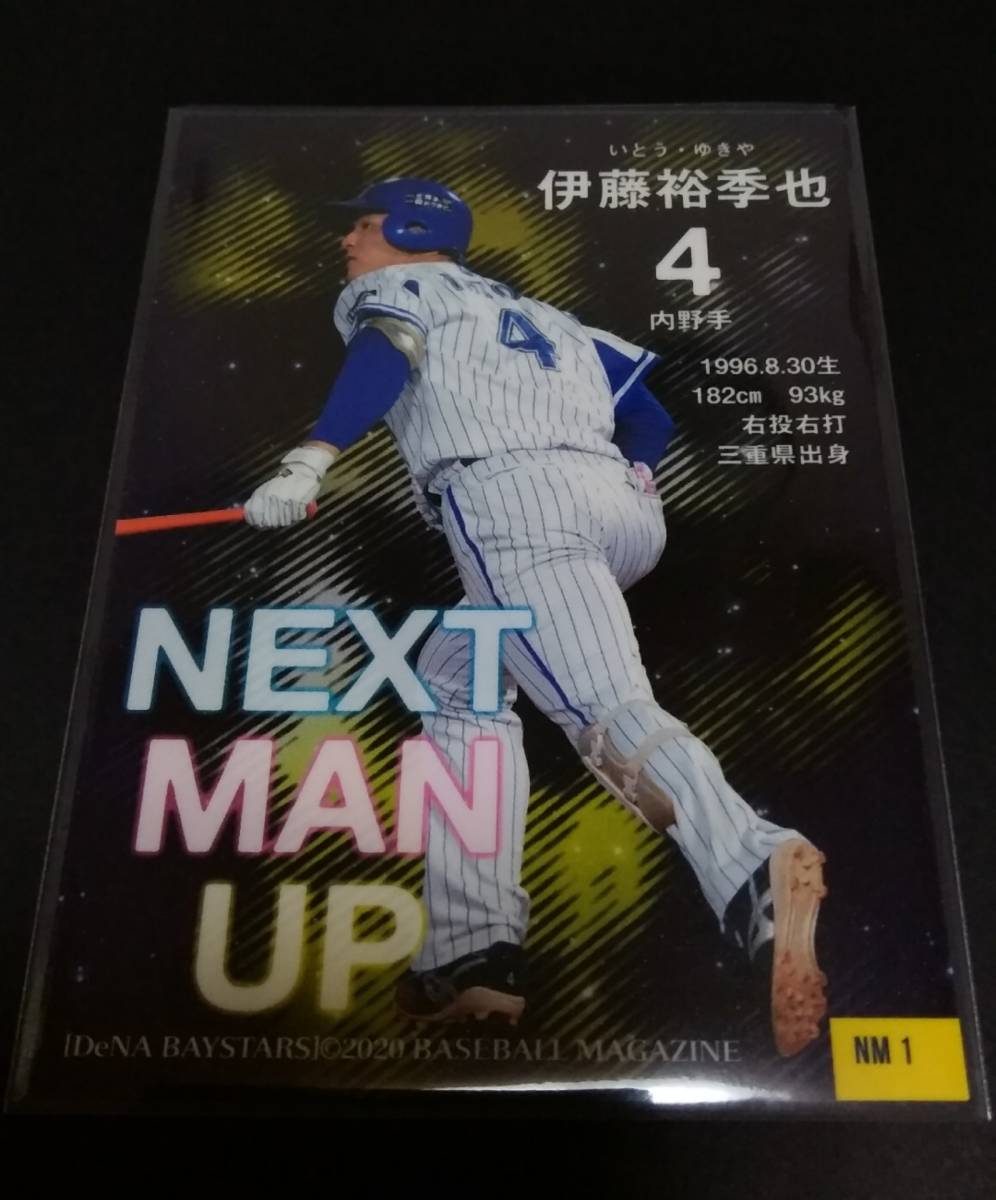 いとう・ゆきや
伊藤裕季也
4
内野手
1996.8.30生
182cm 93kg
右投右打
三重県出身
4
NEXT
MAN
UP
[DeNA BAYSTARS]©2020 BASEBALL MAGAZINE
NM 1